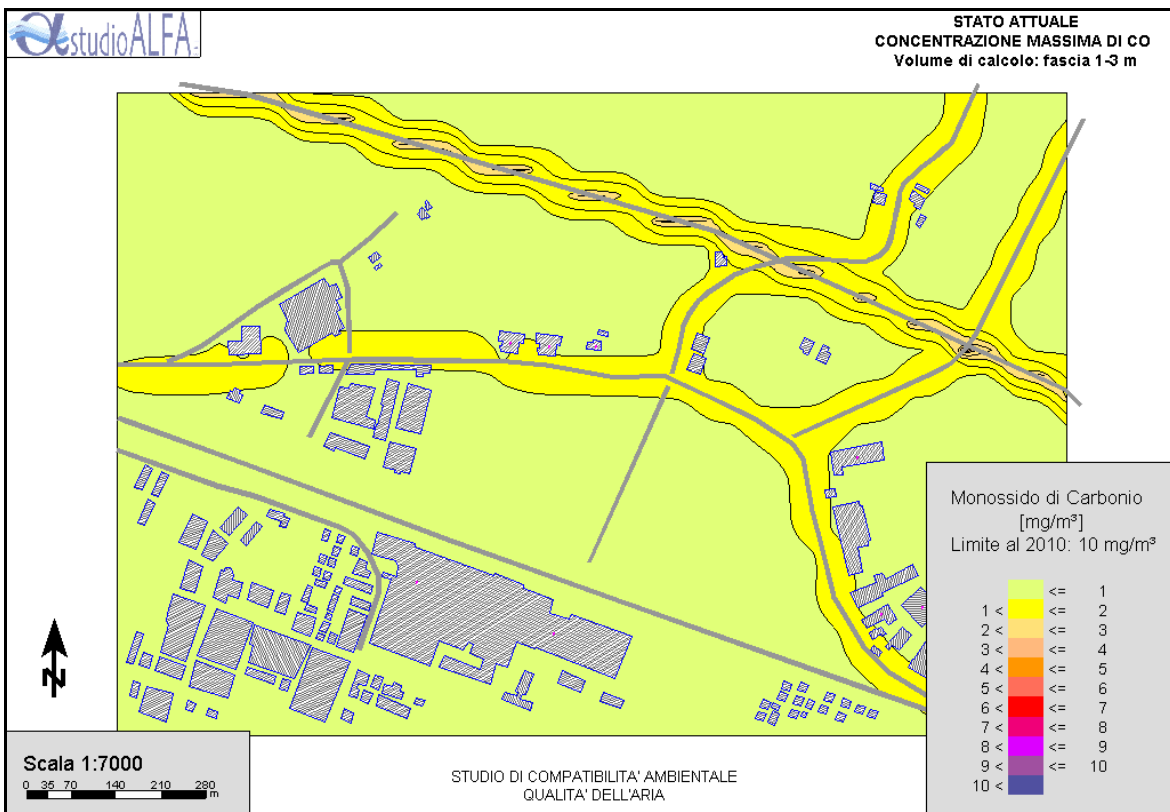 αstudioALFA
STATO ATTUALE
CONCENTRAZIONE MASSIMA DI CO
Volume di calcolo: fascia 1-3 m
Monossido di Carbonio
[mg/m³]
Limite al 2010: 10 mg/m³
<= 1
1 < <= 2
2 < <= 3
3 < <= 4
4 < <= 5
5 < <= 6
6 < <= 7
7 < <= 8
8 < <= 9
9 < <= 10
10 <
N
Scala 1:7000
0 35 70 140 210 280
m
STUDIO DI COMPATIBILITA' AMBIENTALE
QUALITA' DELL'ARIA